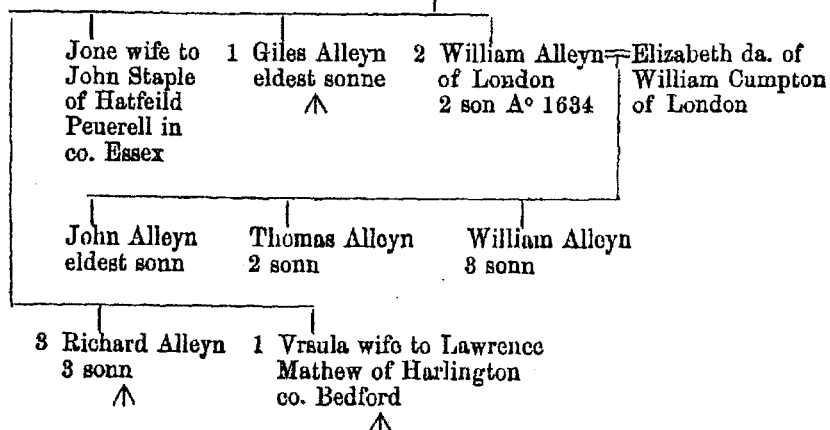 Jone wife to
John Staple
of Hatfeild
Peuerell in
co. Essex
1 Giles Alleyn
eldest sonne
2 William Alleyn
of London
2 son Aº 1634
Elizabeth da. of
William Cumpton
of London
John Alleyn
eldest sonn
Thomas Alleyn
2 sonn
William Alleyn
3 sonn
3 Richard Alleyn
3 sonn
1 Vrsula wife to Lawrence
Mathew of Harlington
co. Bedford